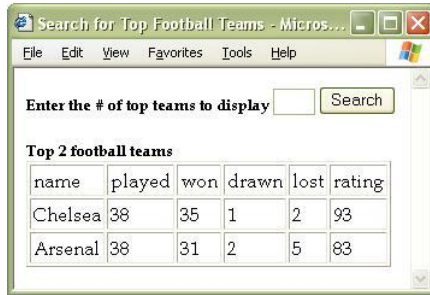 Search for Top Football Teams - Micros...
File Edit View Favorites Tools Help
Enter the # of top teams to display Search
Top 2 football teams
name played won drawn lost rating
Chelsea 38 35 1 2 93
Arsenal 38 31 2 5 83